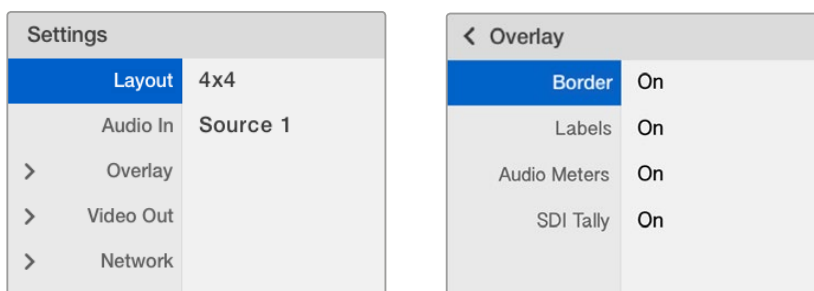 Settings
Layout 4x4
Audio In Source 1
Overlay
Video Out
Network
Overlay
Border On
Labels On
Audio Meters On
SDI Tally On